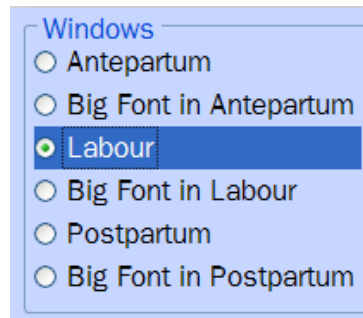 Windows
Antepartum
Big Font in Antepartum
Labour
Big Font in Labour
Postpartum
Big Font in Postpartum